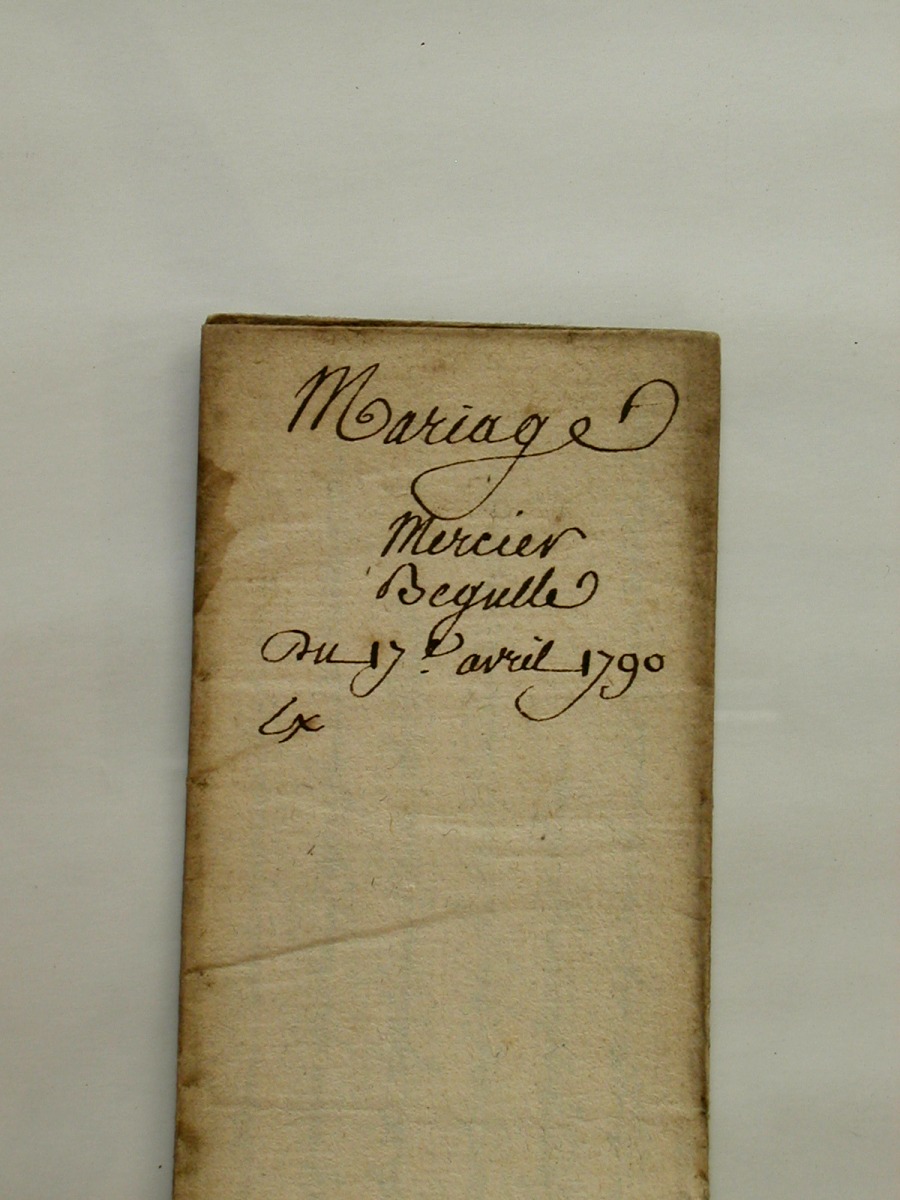 Mariage
Mercier
Begulle
Du 17 avril 1790